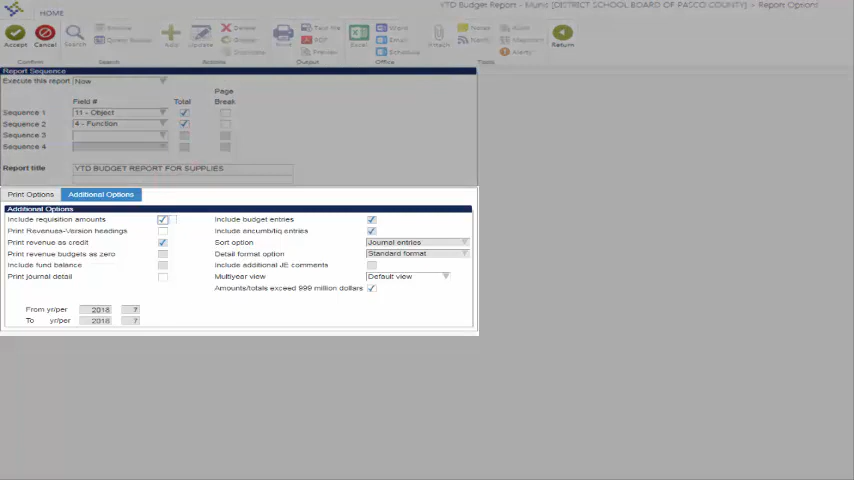 YTD Budget Report - Munis [DISTRICT SCHOOL BOARD OF PASCO COUNTY] > Report Options
HOME
Accept Cancel Search Browse Query Builder Add Update Delete Print Text file PDF Preview Excel Word Email Schedule Attach Notes Notify Audit Maplink Alerts Return
Confirm Search Actions Output Office Tools
Report Sequence
Execute this report Now
Page
Field # Total Break
Sequence 1 11 - Object
Sequence 2 4 - Function
Sequence 3
Sequence 4
Report title YTD BUDGET REPORT FOR SUPPLIES
Print Options Additional Options
Additional Options
Include requisition amounts Include budget entries
Print Revenues-Version headings Include encumb/liq entries
Print revenue as credit Sort option Journal entries
Print revenue budgets as zero Detail format option Standard format
Include fund balance Include additional JE comments
Print journal detail Multiyear view Default view
Amounts/totals exceed 999 million dollars
From yr/per 2018 7
To yr/per 2018 7